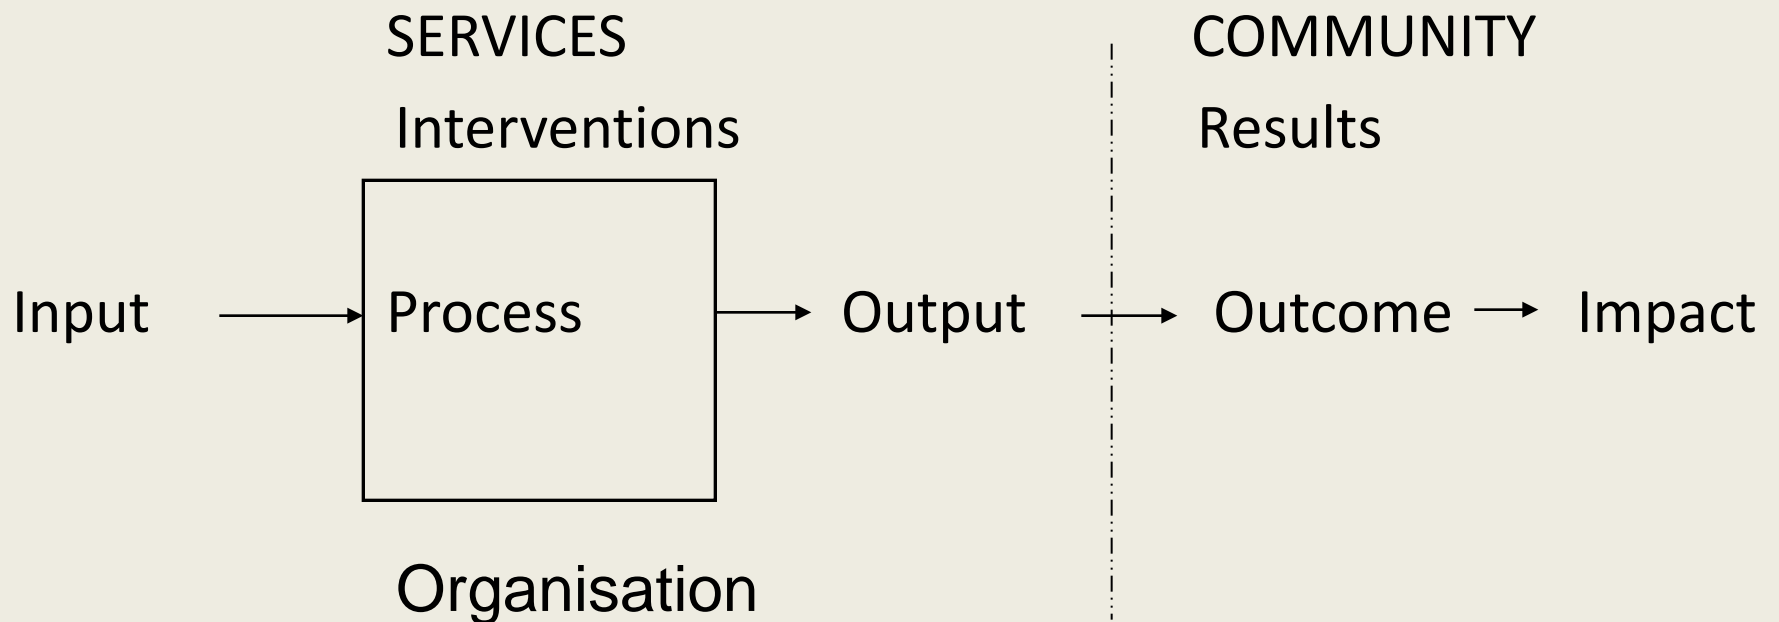 SERVICES COMMUNITY
Interventions Results
Input Process Output Outcome Impact
Organisation